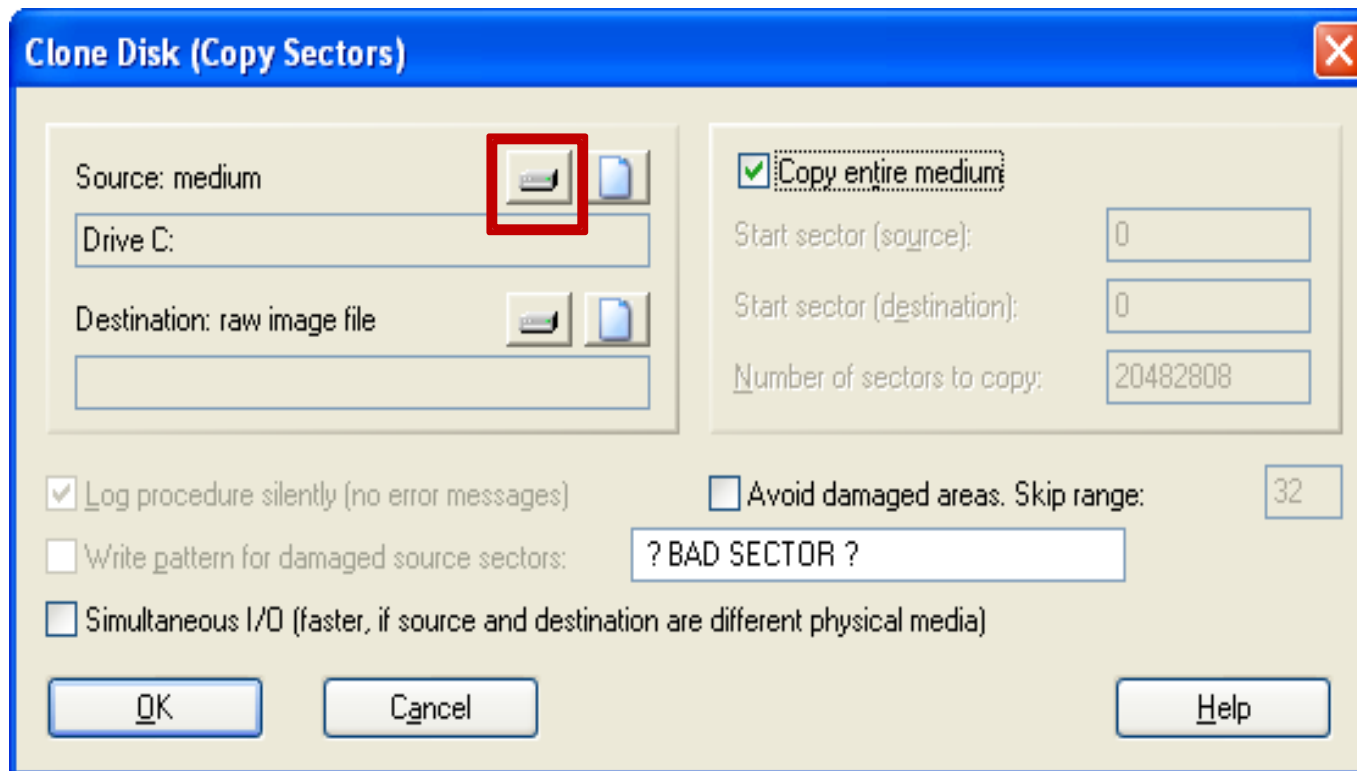 Clone Disk (Copy Sectors)
Source: medium
Drive C:
Destination: raw image file
Copy entire medium
Start sector (source): 0
Start sector (destination): 0
Number of sectors to copy: 20482808
Log procedure silently (no error messages)
Avoid damaged areas. Skip range: 32
Write pattern for damaged source sectors: ? BAD SECTOR ?
Simultaneous I/O (faster, if source and destination are different physical media)
OK Cancel Help